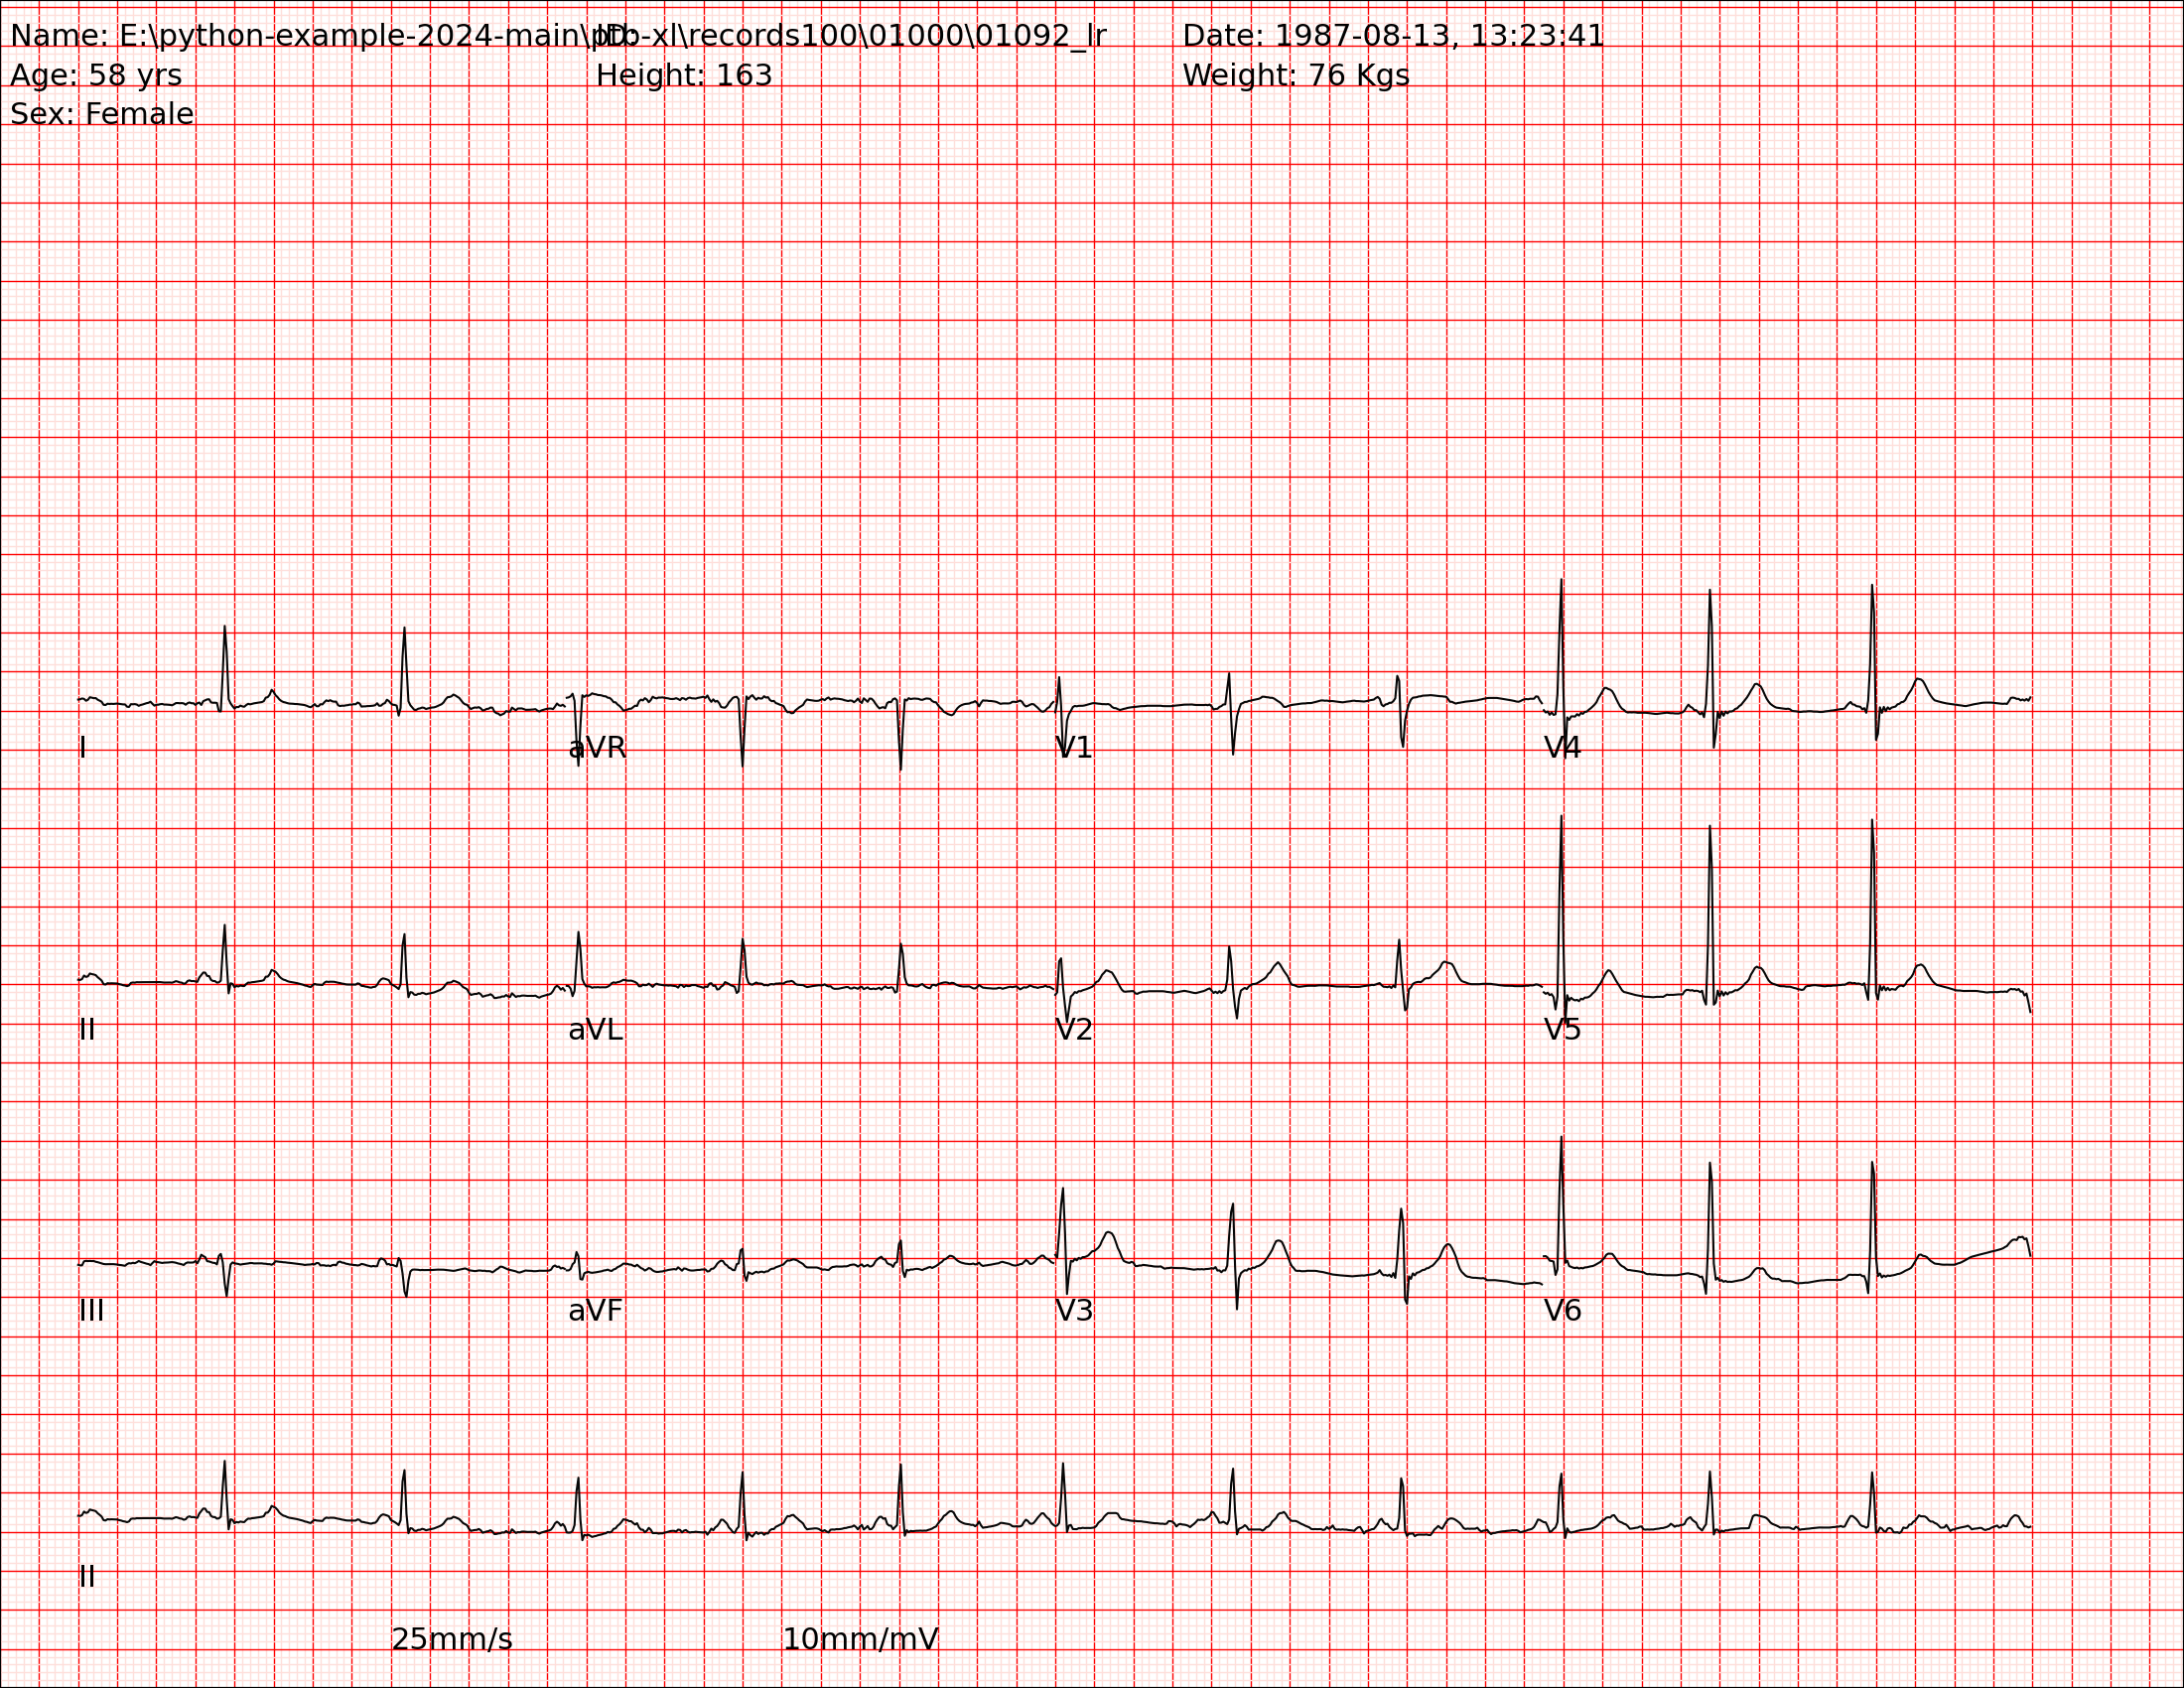 Name: E:\python-example-2024-main\ptb-xl\records100\01000\01092_lr ID: Date: 1987-08-13, 13:23:41
Age: 58 yrs Height: 163 Weight: 76 Kgs
Sex: Female
I aVR V1 V4
II aVL V2 V5
III aVF V3 V6
II
25mm/s 10mm/mV